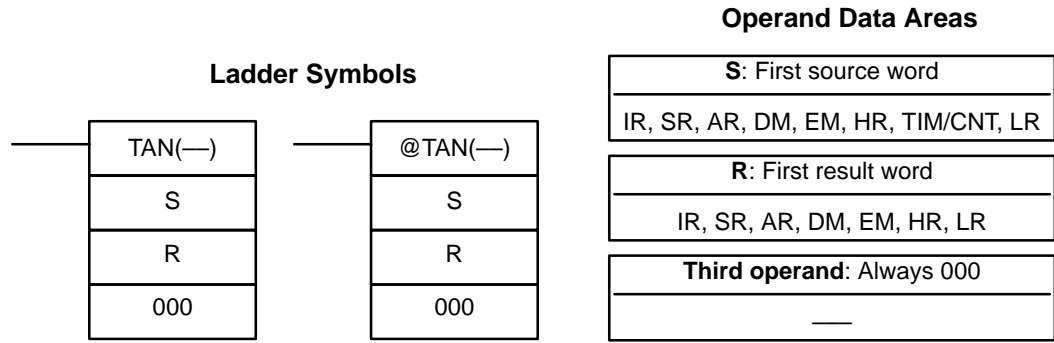 Ladder Symbols
TAN(—)
S
R
000
@TAN(—)
S
R
000
Operand Data Areas
S: First source word
IR, SR, AR, DM, EM, HR, TIM/CNT, LR
R: First result word
IR, SR, AR, DM, EM, HR, LR
Third operand: Always 000
—